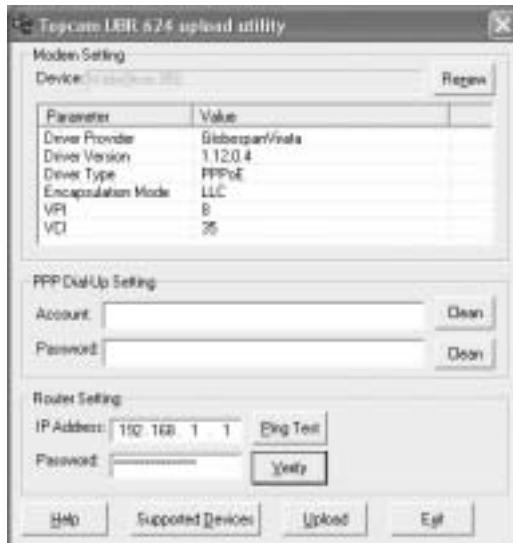 Topcom UBR 624 upload utility
Modem Setting
Device:
Renew
Parameter Value
Driver Provider GlobespanVirata
Driver Version 1.12.0.4
Driver Type PPPoE
Encapsulation Mode LLC
VPI 8
VCI 35
PPP Dial-Up Setting
Account: Clean
Password: Clean
Router Setting
IP Address: 192 . 168 . 1 . 1 Ping Test
Password: Verify
Help Supported Devices Upload Exit